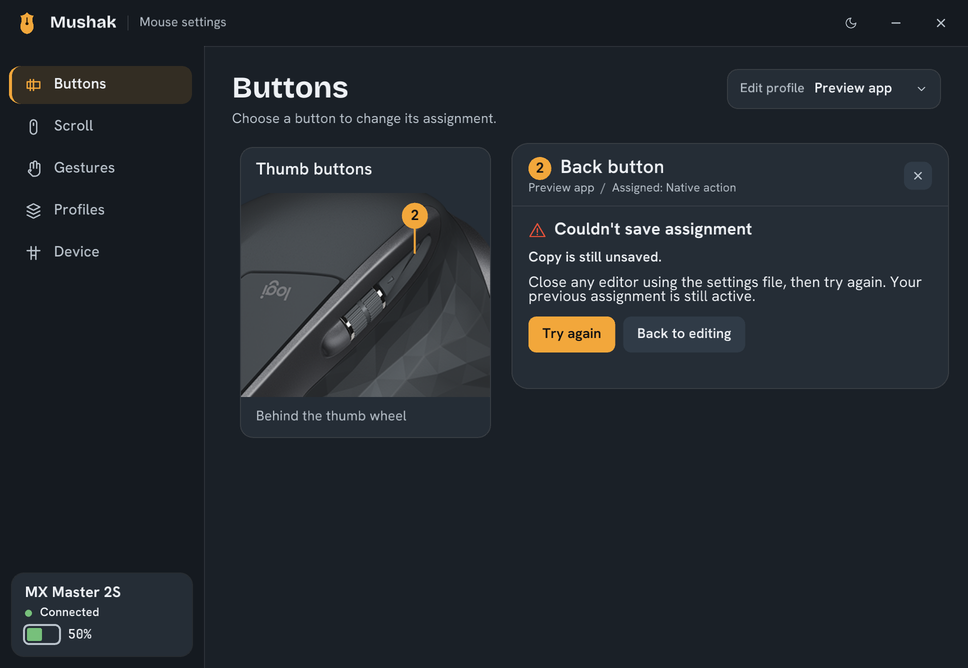 Mushak
Mouse settings
Buttons
Scroll
Gestures
Profiles
Device
MX Master 2S
Connected
50%
Buttons
Choose a button to change its assignment.
Edit profile Preview app
Thumb buttons
2
logi
Behind the thumb wheel
2 Back button
Preview app / Assigned: Native action
Couldn't save assignment
Copy is still unsaved.
Close any editor using the settings file, then try again. Your
previous assignment is still active.
Try again
Back to editing